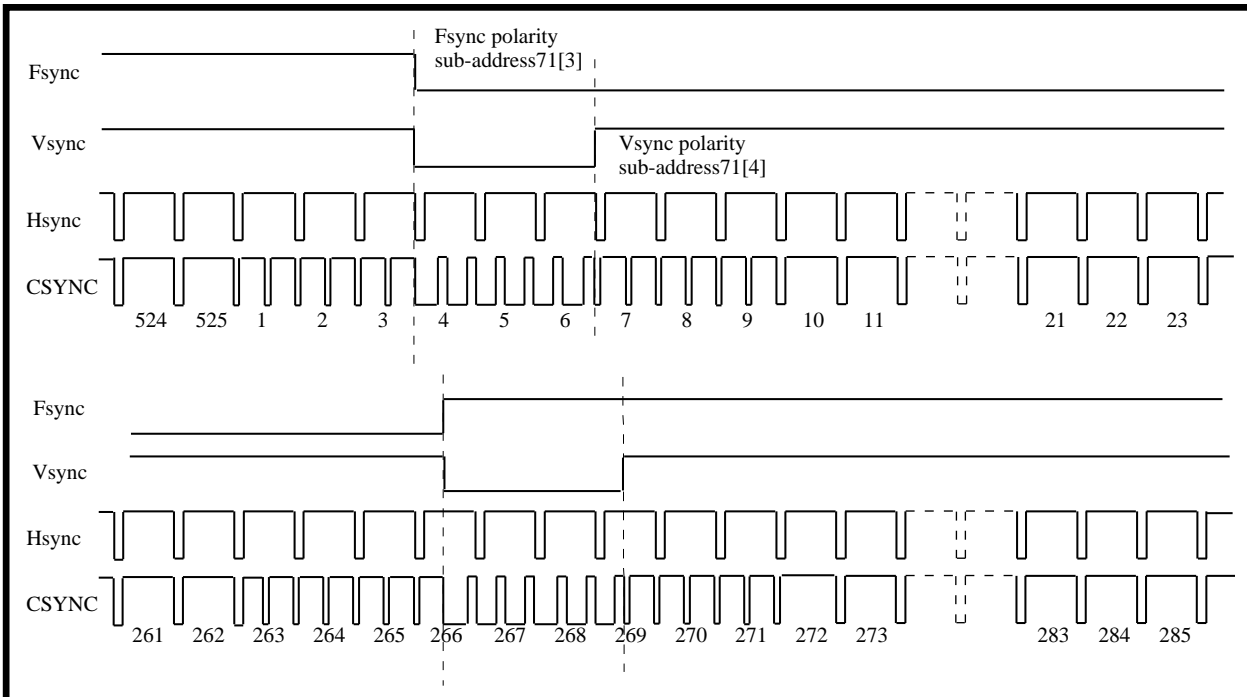 Fsync polarity
sub-address71[3]
Fsync
Vsync
Vsync polarity
sub-address71[4]
Hsync
CSYNC
524 525 1 2 3 4 5 6 7 8 9 10 11 21 22 23
Fsync
Vsync
Hsync
CSYNC
261 262 263 264 265 266 267 268 269 270 271 272 273 283 284 285